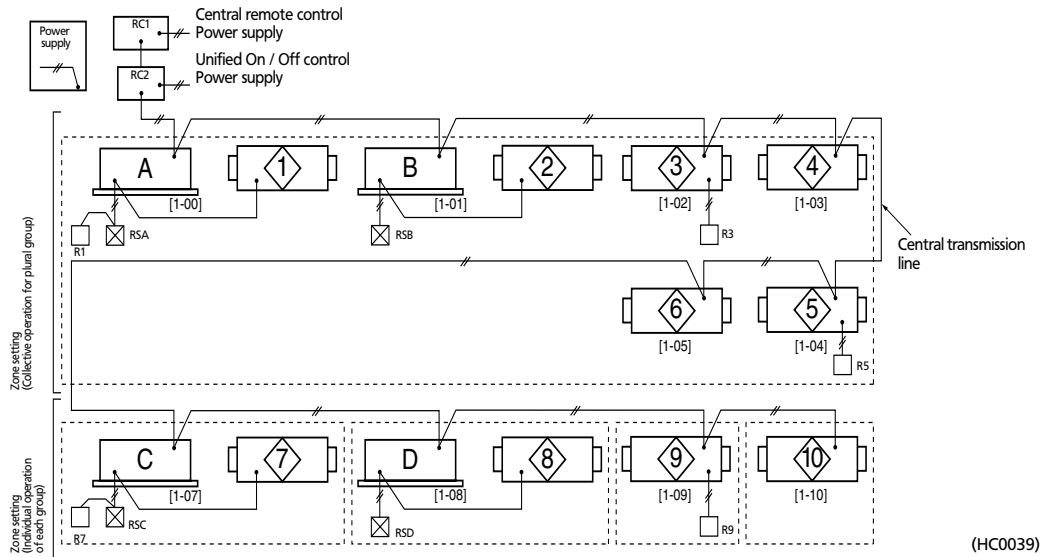 Power
supply
RC1
Central remote control
Power supply
RC2
Unified On / Off control
Power supply
Zone setting
(Collective operation for plural group)
A
1
B
2
3
4
[1-00]
[1-01]
[1-02]
[1-03]
R1
RSA
RSB
R3
Central transmission
line
6
5
[1-05]
[1-04]
R5
Zone setting
(Individual operation
of each group)
C
7
D
8
9
10
[1-07]
[1-08]
[1-09]
[1-10]
R7
RSC
RSD
R9
(HC0039)